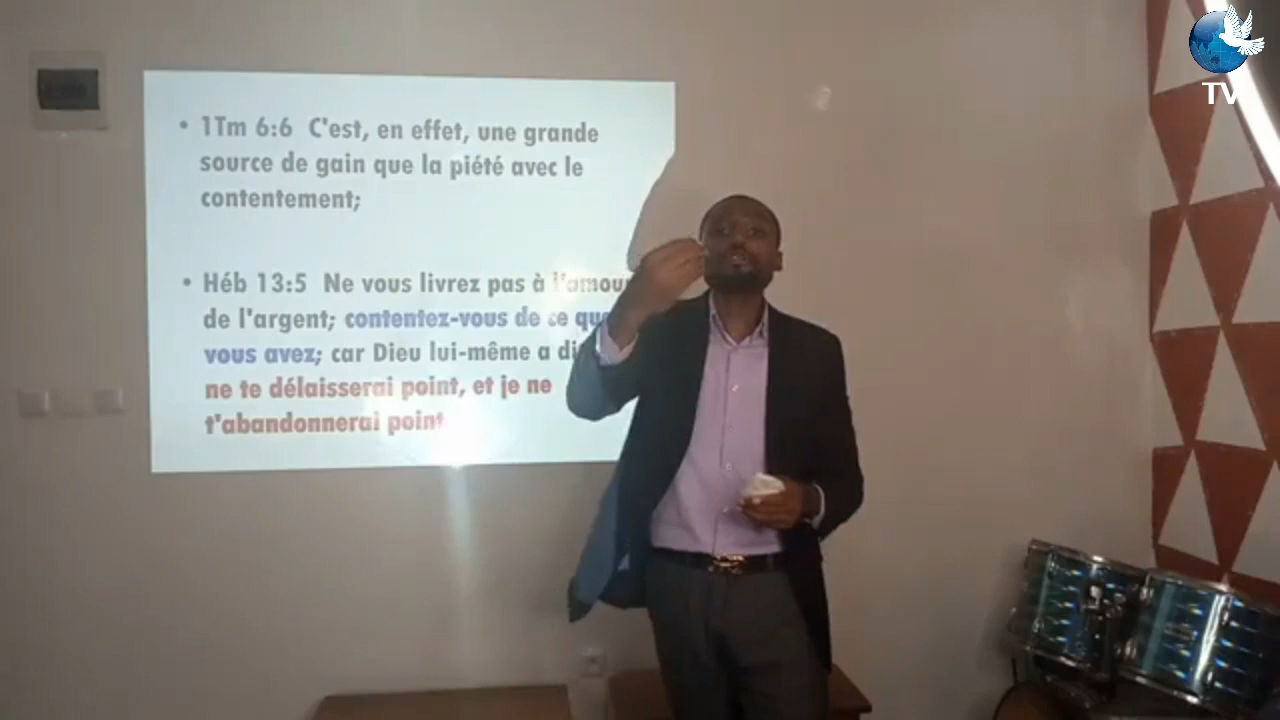 TV
• 1Tm 6:6 C'est, en effet, une grande
source de gain que la piété avec le
contentement;
• Héb 13:5 Ne vous livrez pas à l'amour
de l'argent; contentez-vous de ce que
vous avez; car Dieu lui-même a di
ne te délaisserai point, et je ne
t'abandonnerai point